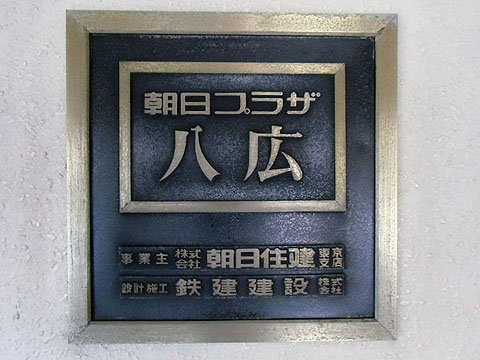 朝日プラザ
八広
事業主 株式会社 朝日住建 東京支店
設計施工 鉄建建設 株式会社